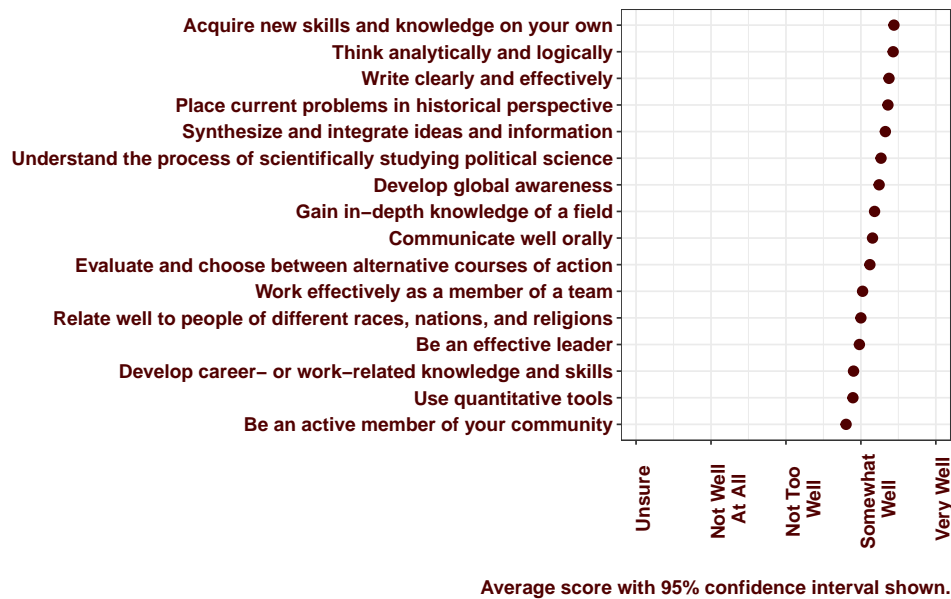 Acquire new skills and knowledge on your own
Think analytically and logically
Write clearly and effectively
Place current problems in historical perspective
Synthesize and integrate ideas and information
Understand the process of scientifically studying political science
Develop global awareness
Gain in−depth knowledge of a field
Communicate well orally
Evaluate and choose between alternative courses of action
Work effectively as a member of a team
Relate well to people of different races, nations, and religions
Be an effective leader
Develop career− or work−related knowledge and skills
Use quantitative tools
Be an active member of your community
Unsure
Not Well
At All
Not Too
Well
Somewhat
Well
Very Well
Average score with 95% confidence interval shown.